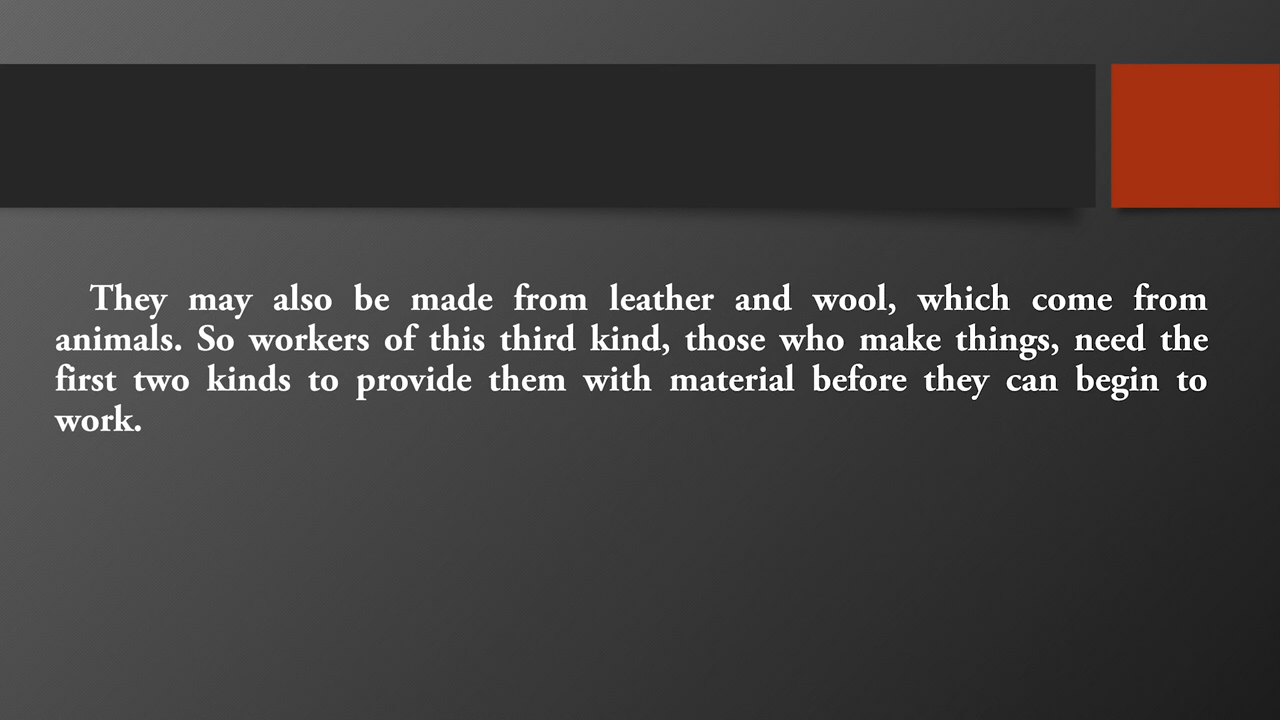 They may also be made from leather and wool, which come from
animals. So workers of this third kind, those who make things, need the
first two kinds to provide them with material before they can begin to
work.